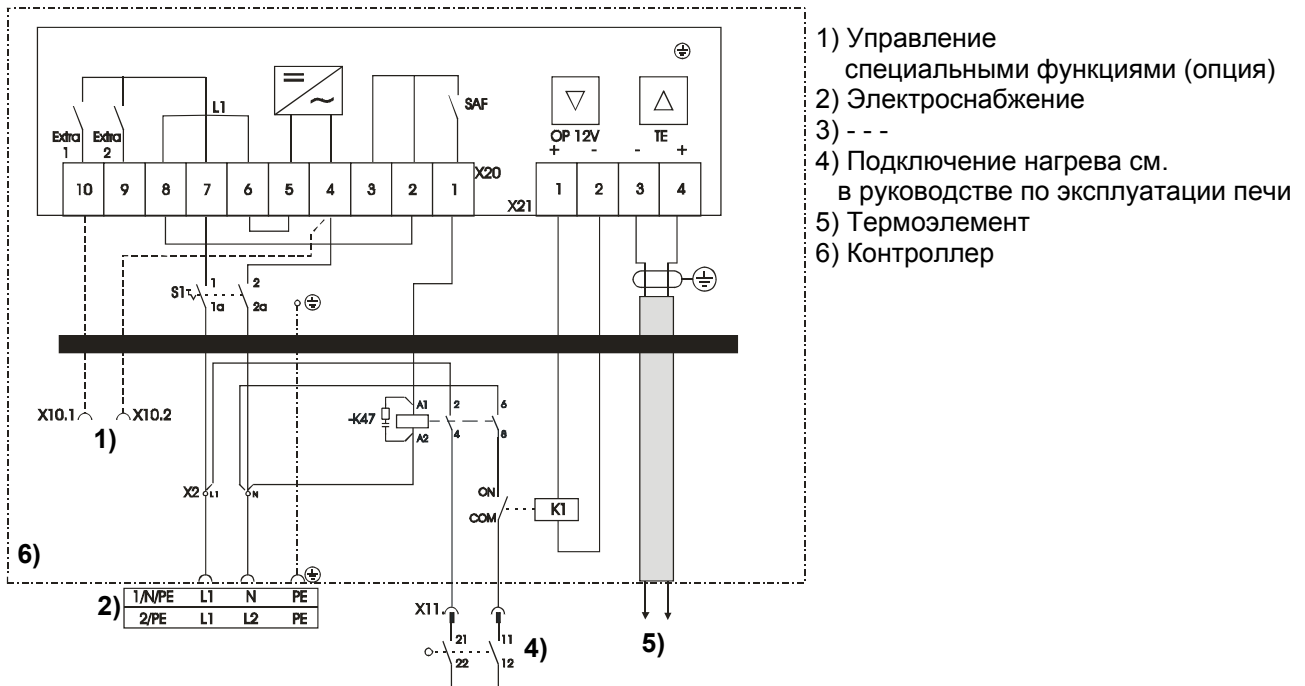 L1
SAF
Extra
1
Extra
2
OP 12V
TE
+ - - +
10 9 8 7 6 5 4 3 2 1
X20
X21
1 2 3 4
S1
1
1a
2
2a
X10.1
X10.2
1)
-K47
A1
A2
2
4
6
8
X2
L1
N
ON
COM
K1
6)
2)
1/N/PE L1 N PE
2/PE L1 L2 PE
X11.
21
22
11
12
4)
5)
1) Управление
специальными функциями (опция)
2) Электроснабжение
3) - - -
4) Подключение нагрева см.
в руководстве по эксплуатации печи
5) Термоэлемент
6) Контроллер